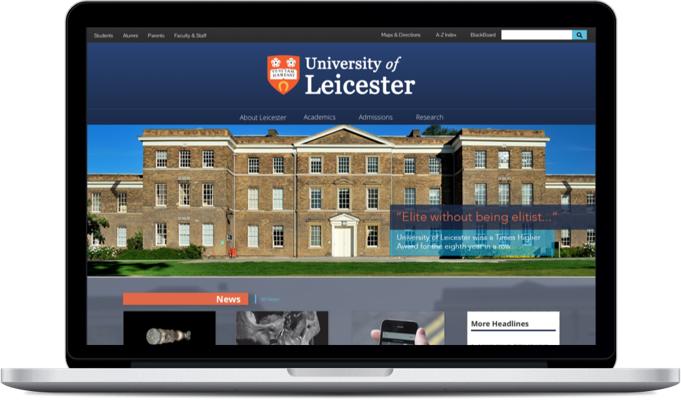 Students Alumni Parents Faculty & Staff Maps & Directions A-Z Index BlackBoard
University of
Leicester
About Leicester Academics Admissions Research
"Elite without being elitist..."
University of Leicester wins a Times Higher
Award for the eighth year in a row.
News
More Headlines